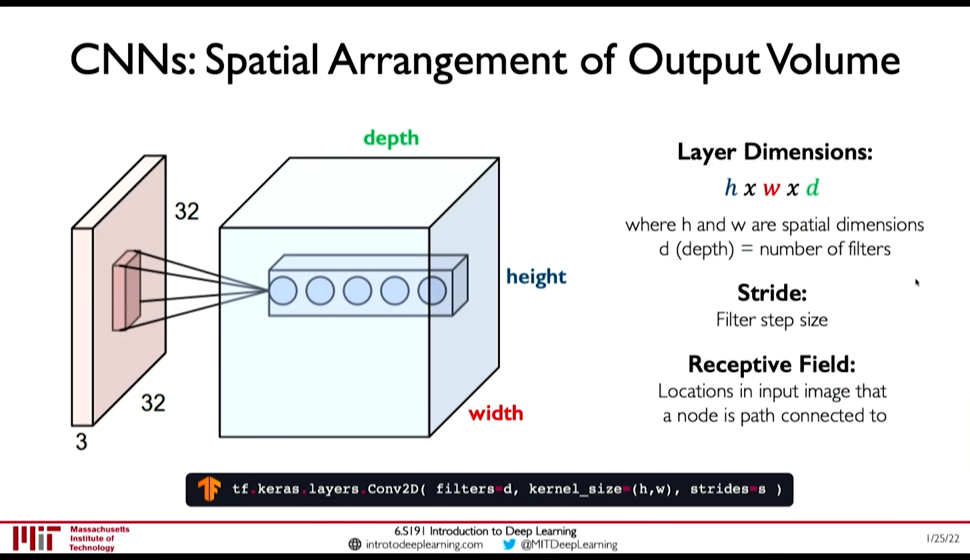 CNNs: Spatial Arrangement of Output Volume
depth
32
height
32
width
3
Layer Dimensions:
h x w x d
where h and w are spatial dimensions
d (depth) = number of filters
Stride:
Filter step size
Receptive Field:
Locations in input image that
a node is path connected to
tf.keras.layers.Conv2D( filters=d, kernel_size=(h,w), strides=s )
Massachusetts
Institute of
Technology
6.S191 Introduction to Deep Learning
introtodeeplearning.com @MITDeepLearning
1/25/22